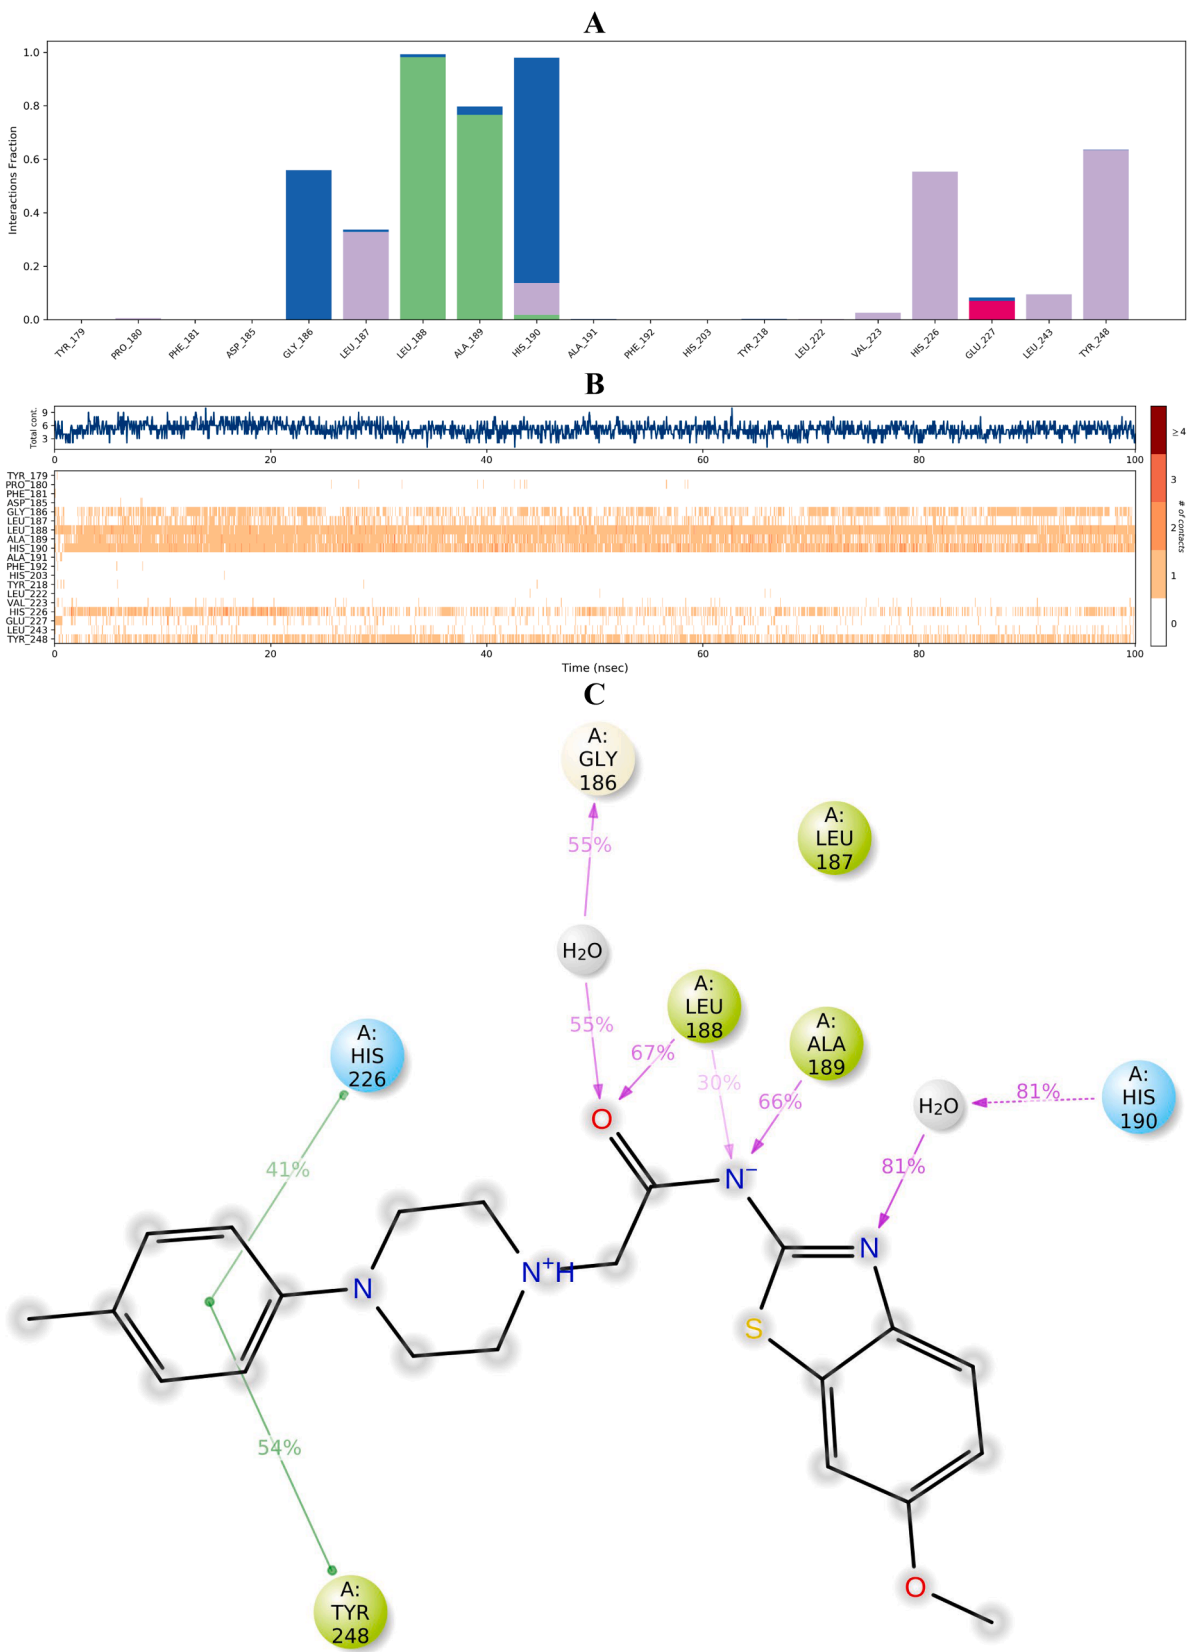 A
1.0
0.8
0.6
0.4
0.2
0.0
Interactions Fraction
TYR_179
PRO_180
PHE_181
ASP_185
GLY_186
LEU_187
LEU_188
ALA_189
HIS_190
ALA_191
PHE_192
HIS_203
TYR_218
LEU_222
VAL_223
HIS_226
GLU_227
LEU_243
TYR_248
B
Total cont.
9
6
3
0 20 40 60 80 100
TYR_179
PRO_180
PHE_181
ASP_185
GLY_186
LEU_187
LEU_188
ALA_189
HIS_190
ALA_191
PHE_192
HIS_203
TYR_218
LEU_222
VAL_223
HIS_226
GLU_227
LEU_243
TYR_248
0 20 40 60 80 100
Time (nsec)
≥4
3
2
1
0
# of contacts
C
A:
GLY
186
55%
A:
LEU
187
H2O
55%
A:
LEU
188
67%
30%
A:
ALA
189
66%
A:
HIS
226
41%
H2O
81%
A:
HIS
190
81%
O
N−
N
N
N+H
S
54%
O
A:
TYR
248